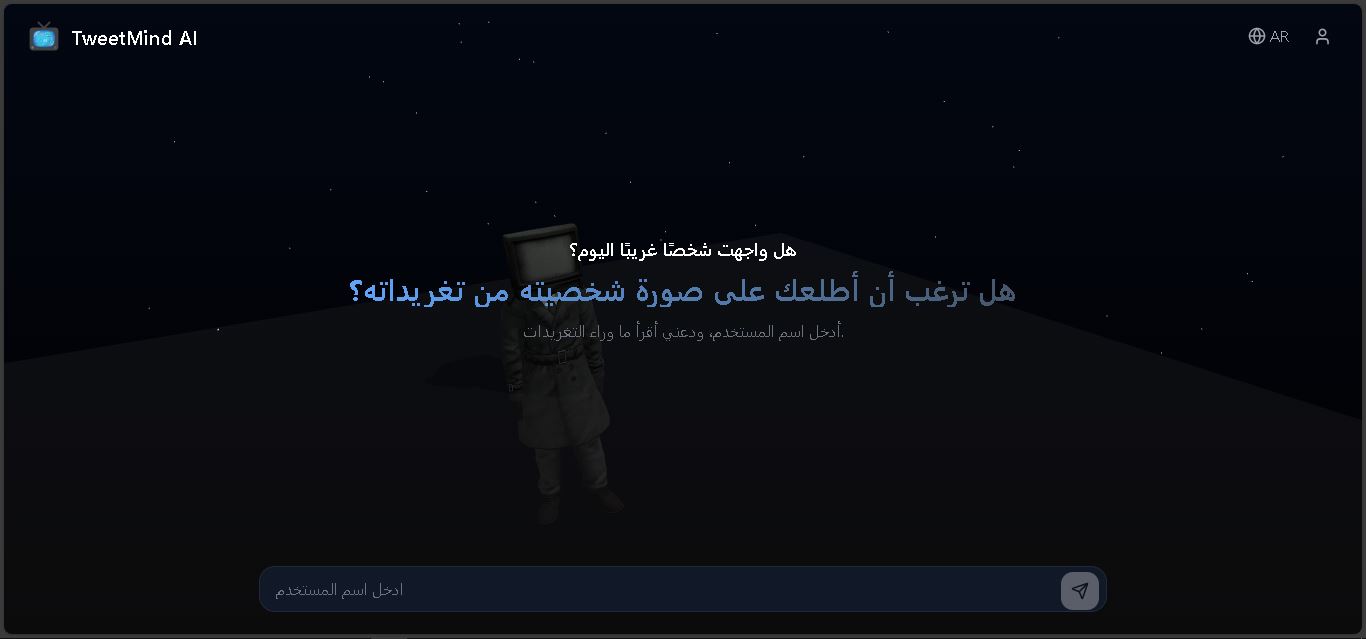 TweetMind AI
AR
هل واجهت شخصًا غريبًا اليوم؟
هل ترغب أن أطلعك على صورة شخصيته من تغريداته؟
أدخل اسم المستخدم، ودعني أقرأ ما وراء التغريدات.
ادخل اسم المستخدم